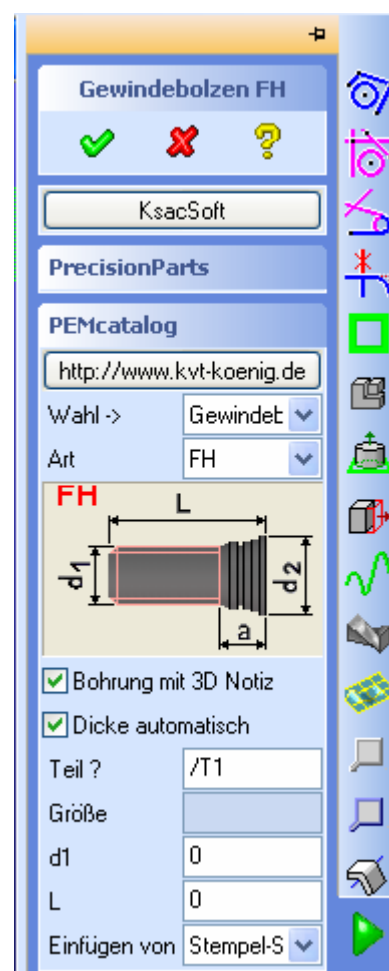 Gewindebolzen FH
KsacSoft
PrecisionParts
PEMcatalog
http://www.kvt-koenig.de
Wahl -> Gewindet
Art FH
FH
L
d1
d2
a
Bohrung mit 3D Notiz
Dicke automatisch
Teil ? /T1
Größe
d1 0
L 0
Einfügen von Stempel-S